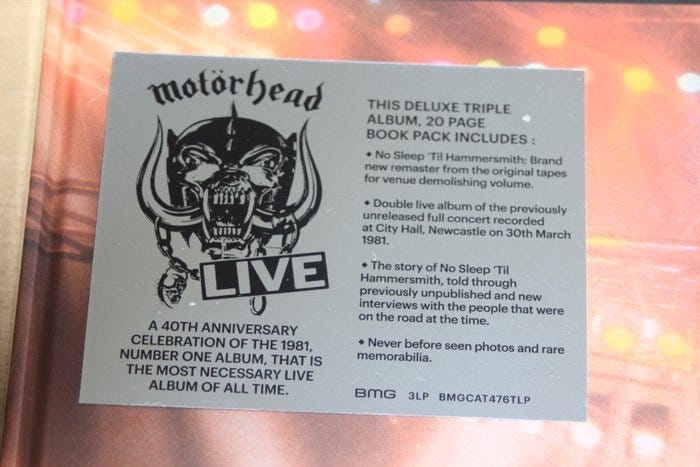 motörhead
LIVE
A 40TH ANNIVERSARY
CELEBRATION OF THE 1981,
NUMBER ONE ALBUM, THAT IS
THE MOST NECESSARY LIVE
ALBUM OF ALL TIME.
THIS DELUXE TRIPLE
ALBUM, 20 PAGE
BOOK PACK INCLUDES :
◆ No Sleep 'Til Hammersmith; Brand
new remaster from the original tapes
for venue demolishing volume.
◆ Double live album of the previously
unreleased full concert recorded
at City Hall, Newcastle on 30th March
1981.
◆ The story of No Sleep 'Til
Hammersmith, told through
previously unpublished and new
interviews with the people that were
on the road at the time.
◆ Never before seen photos and rare
memorabilia.
BMG 3LP BMGCAT476TLP